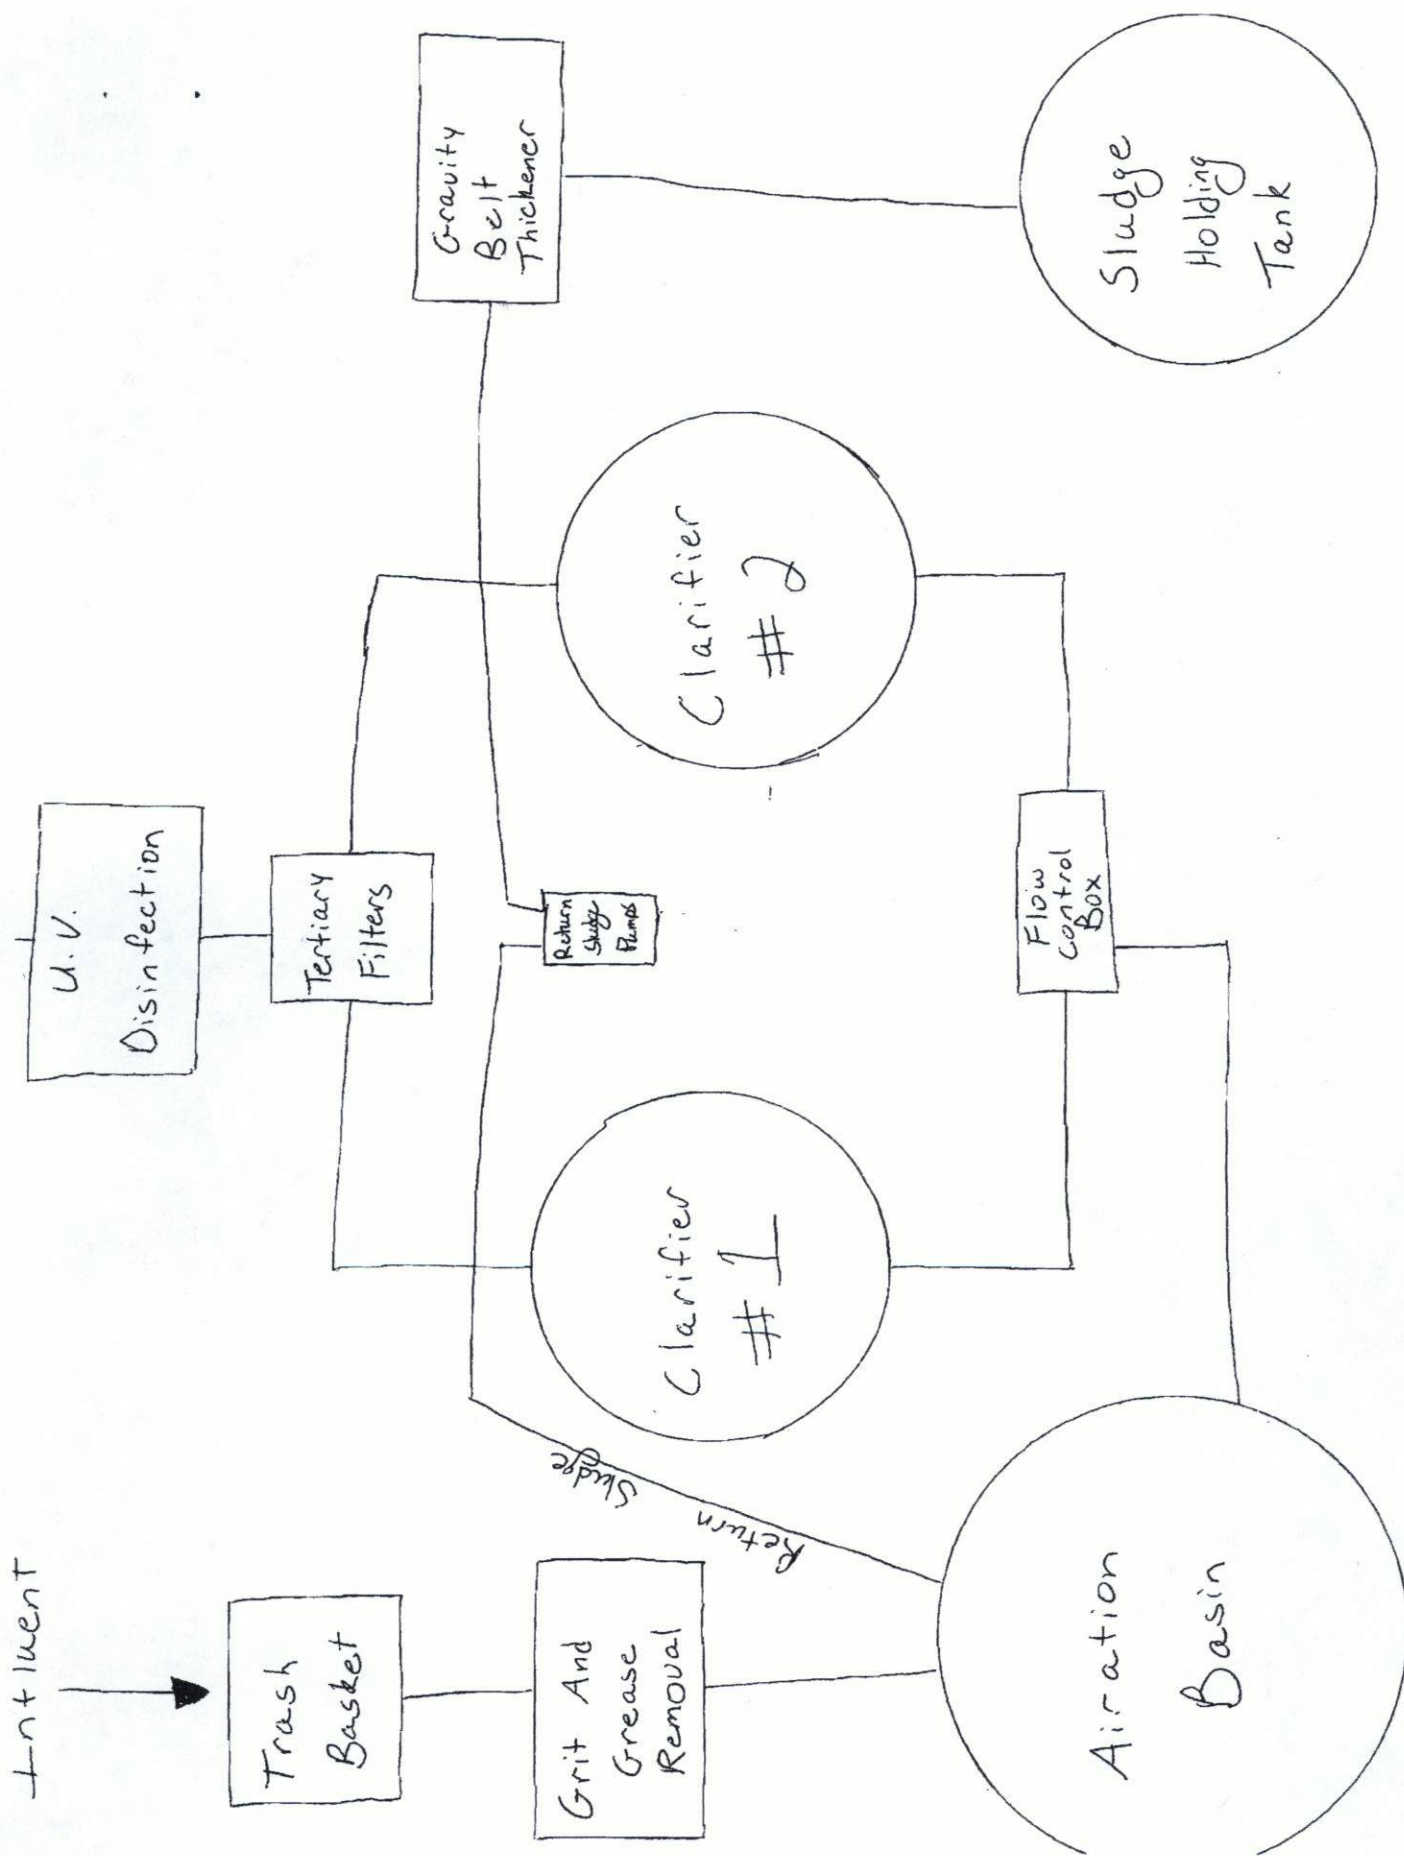 Influent
Trash
Basket
Grit And
Grease
Removal
Airation
Basin
Return Sludge
Clarifier
# 1
U.V.
Disinfection
Tertiary
Filters
Return
Sludge
Pumps
Flow
Control
Box
Clarifier
# 2
Gravity
Belt
Thickener
Sludge
Holding
Tank